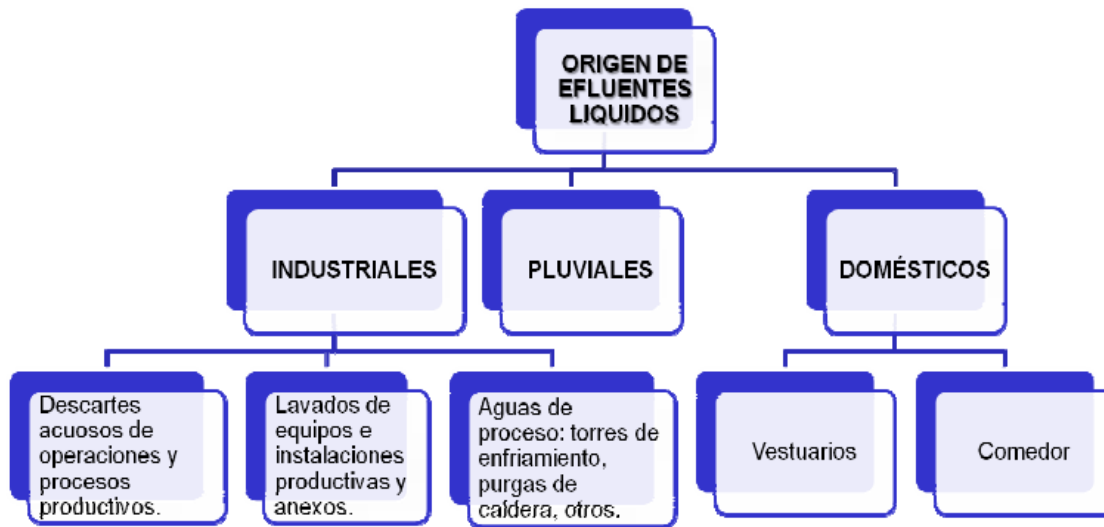 ORIGEN DE
EFLUENTES
LIQUIDOS
INDUSTRIALES
PLUVIALES
DOMÉSTICOS
Descartes
acuosos de
operaciones y
procesos
productivos.
Lavados de
equipos e
instalaciones
productivas y
anexos.
Aguas de
proceso: torres de
enfriamiento,
purgas de
caldera, otros.
Vestuarios
Comedor